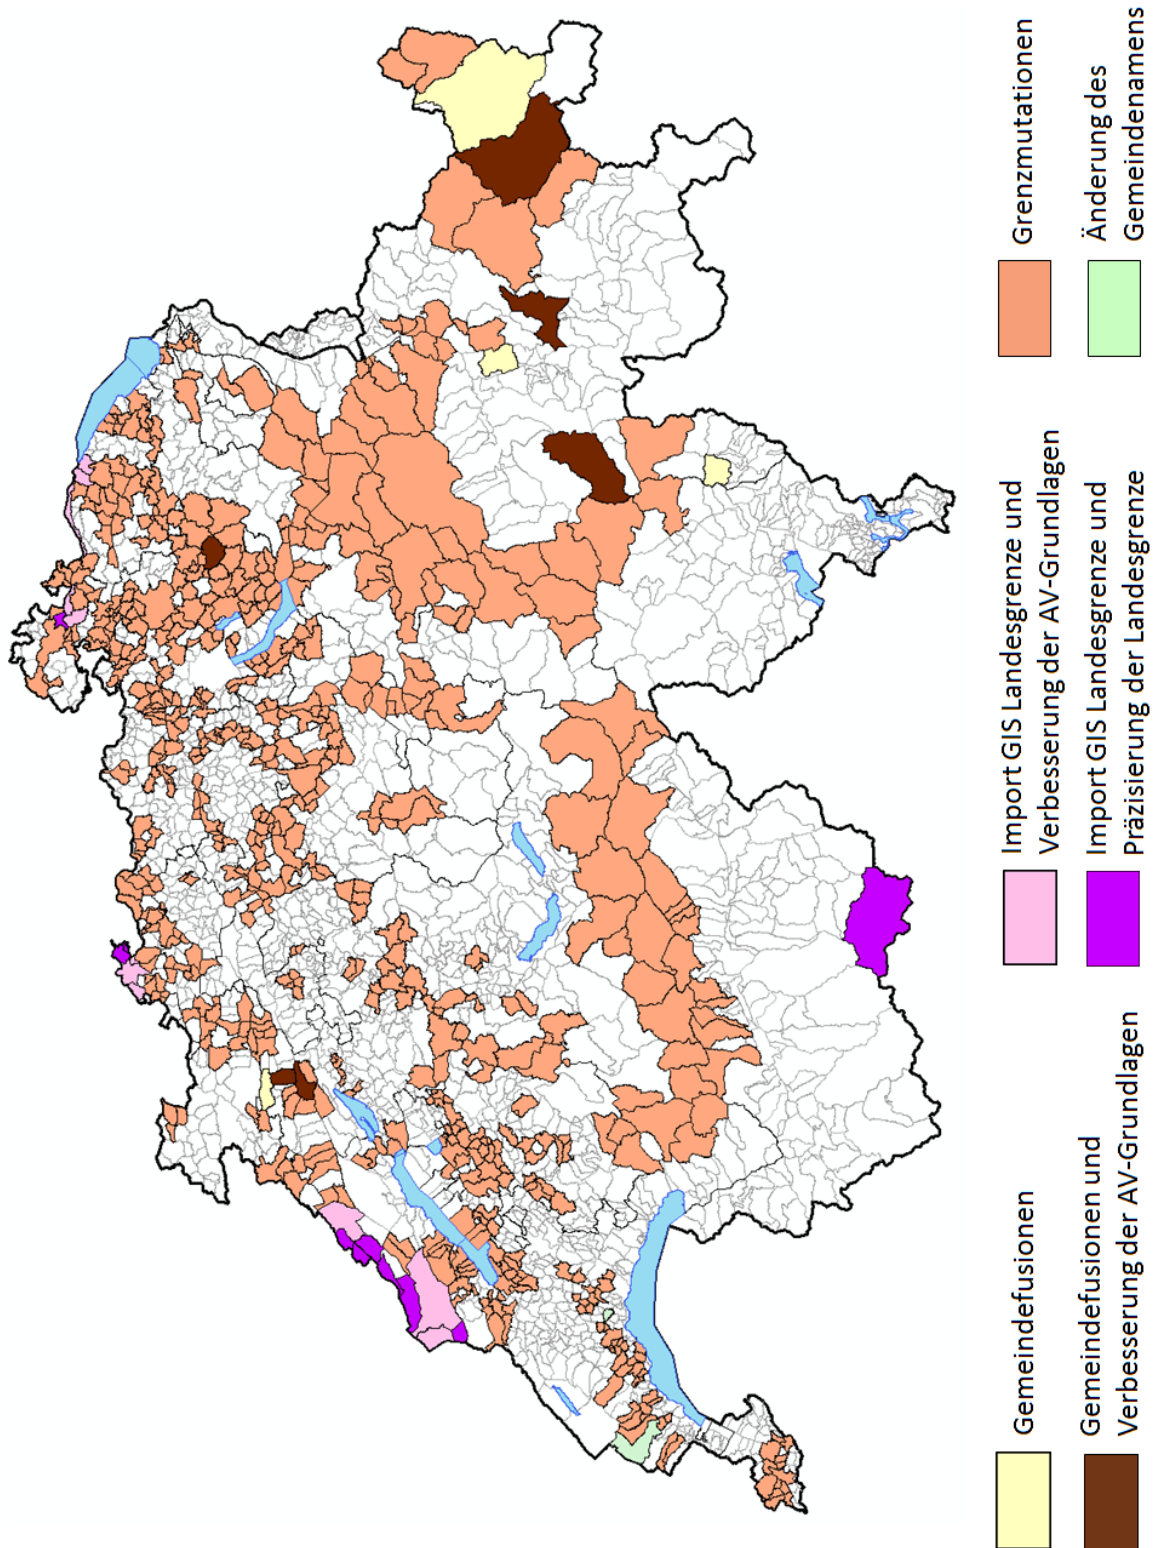 Gemeindefusionen
Gemeindefusionen und
Verbesserung der AV-Grundlagen
Import GIS Landesgrenze und
Verbesserung der AV-Grundlagen
Import GIS Landesgrenze und
Präzisierung der Landesgrenze
Grenzmutationen
Änderung des
Gemeindenamens